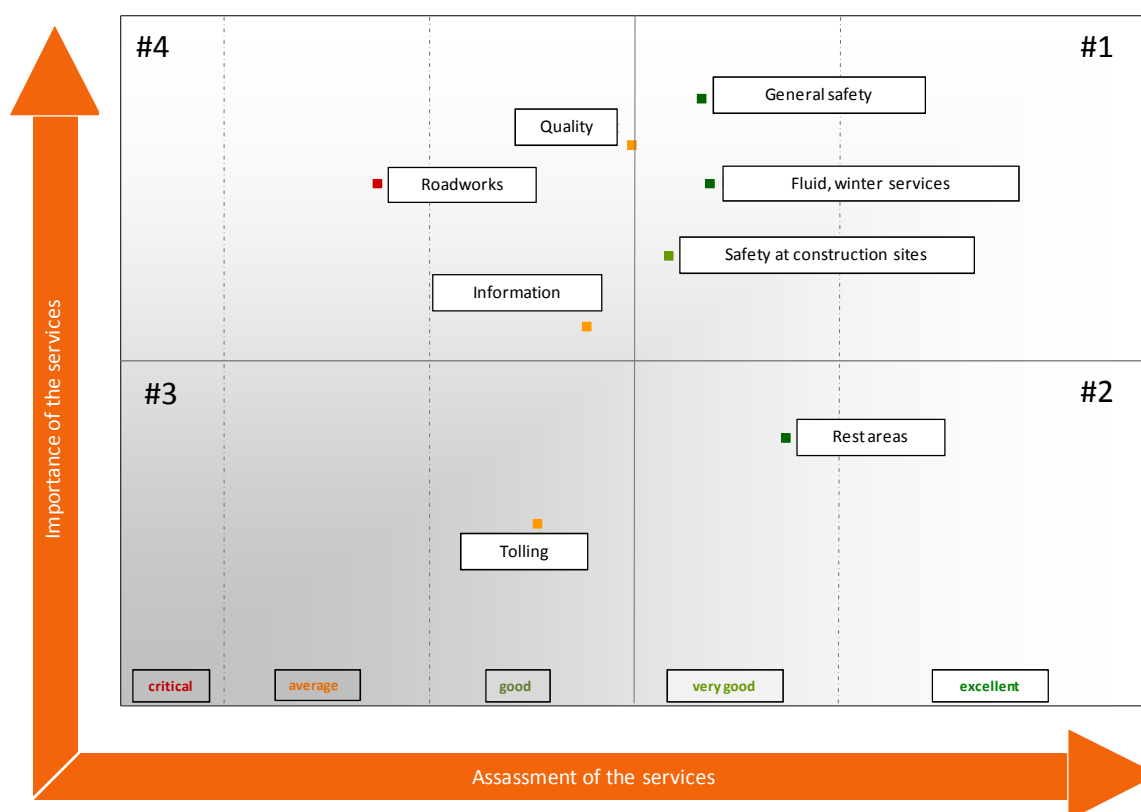 #4
#1
General safety
Quality
Roadworks
Fluid, winter services
Safety at construction sites
Information
Importance of the services
#3
#2
Rest areas
Tolling
critical
average
good
very good
excellent
Assassment of the services